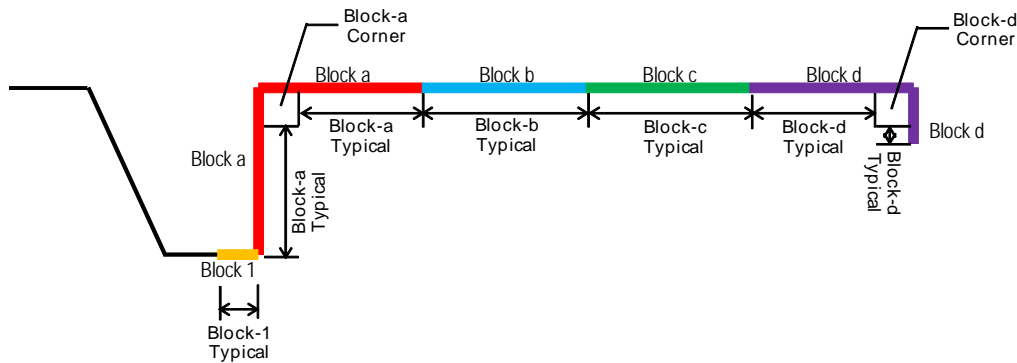 Block-a
Corner
Block-d
Corner
Block a
Block b
Block c
Block d
Block-a
Typical
Block-b
Typical
Block-c
Typical
Block-d
Typical
Block d
Block a
Block-a
Typical
Block-d
Typical
Block 1
Block-1
Typical